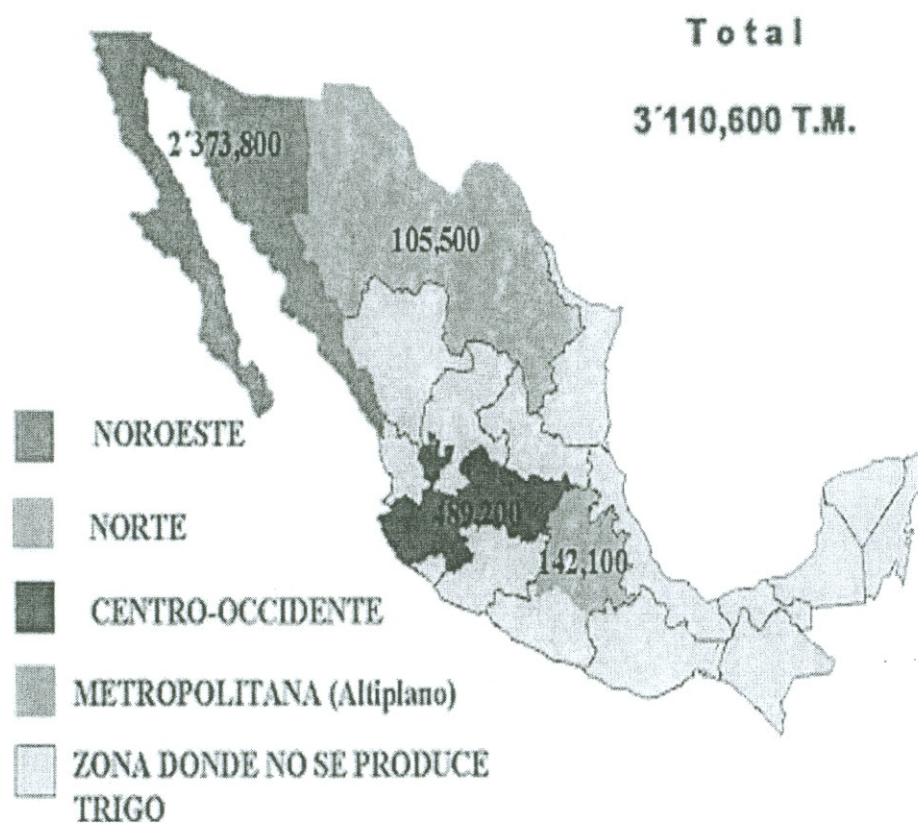 Total
3´110,600 T.M.
2´373,800
105,500
489,200
142,100
NOROESTE
NORTE
CENTRO-OCCIDENTE
METROPOLITANA (Altiplano)
ZONA DONDE NO SE PRODUCE
TRIGO